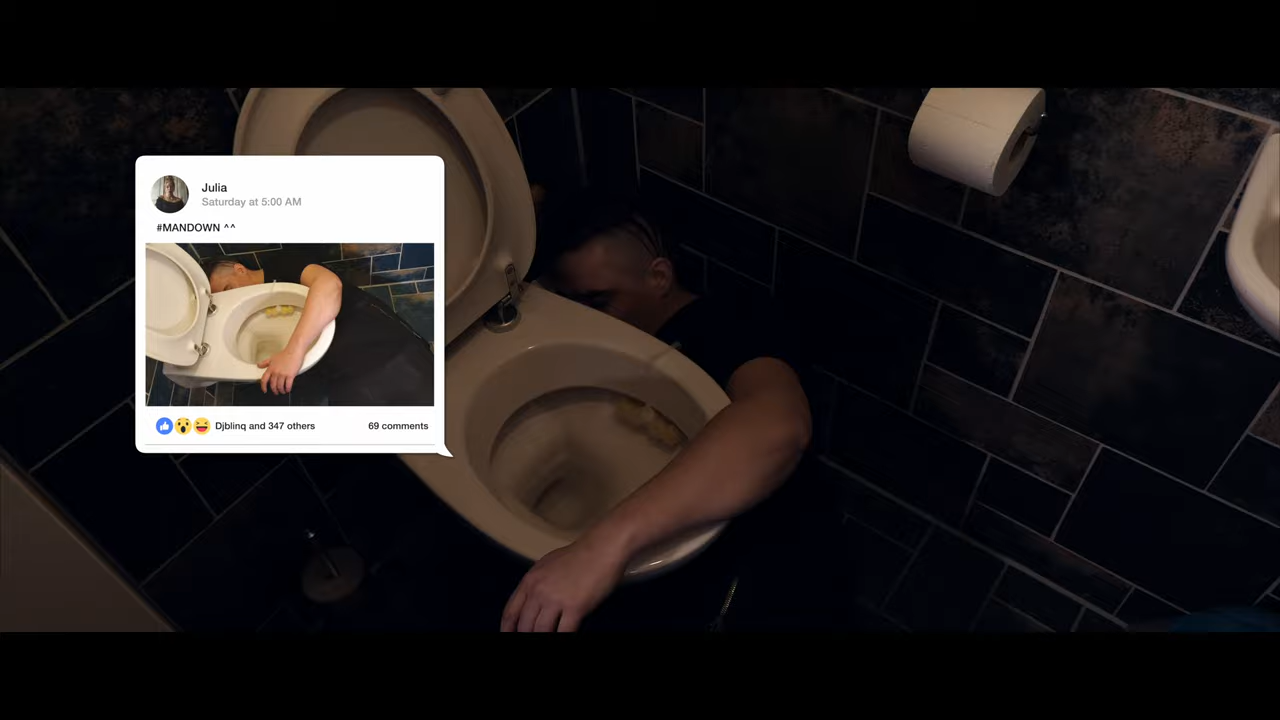 Julia
Saturday at 5:00 AM
#MANDOWN ^^
Djblinq and 347 others
69 comments